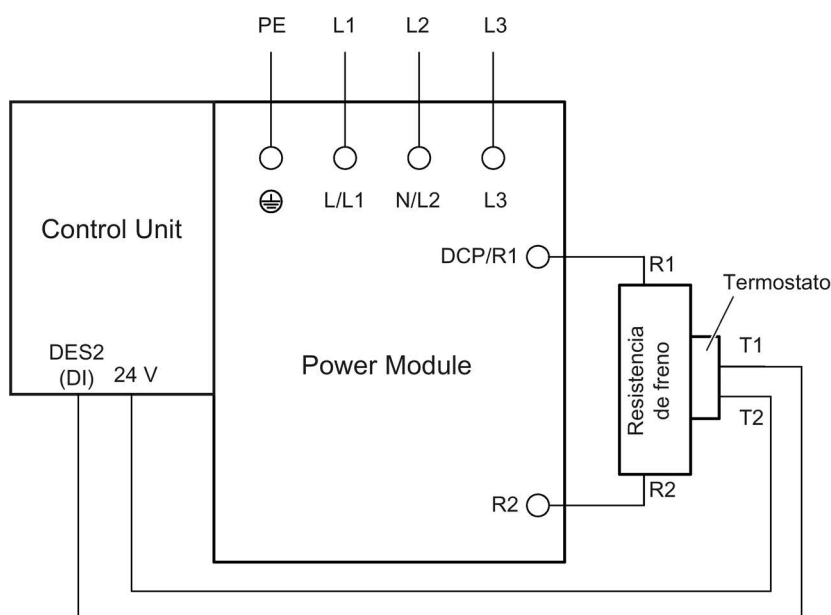 PE L1 L2 L3
L/L1 N/L2 L3
Control Unit
DCP/R1
R1
Termostato
DES2
(DI)
24 V
Power Module
Resistencia
de freno
T1
T2
R2
R2